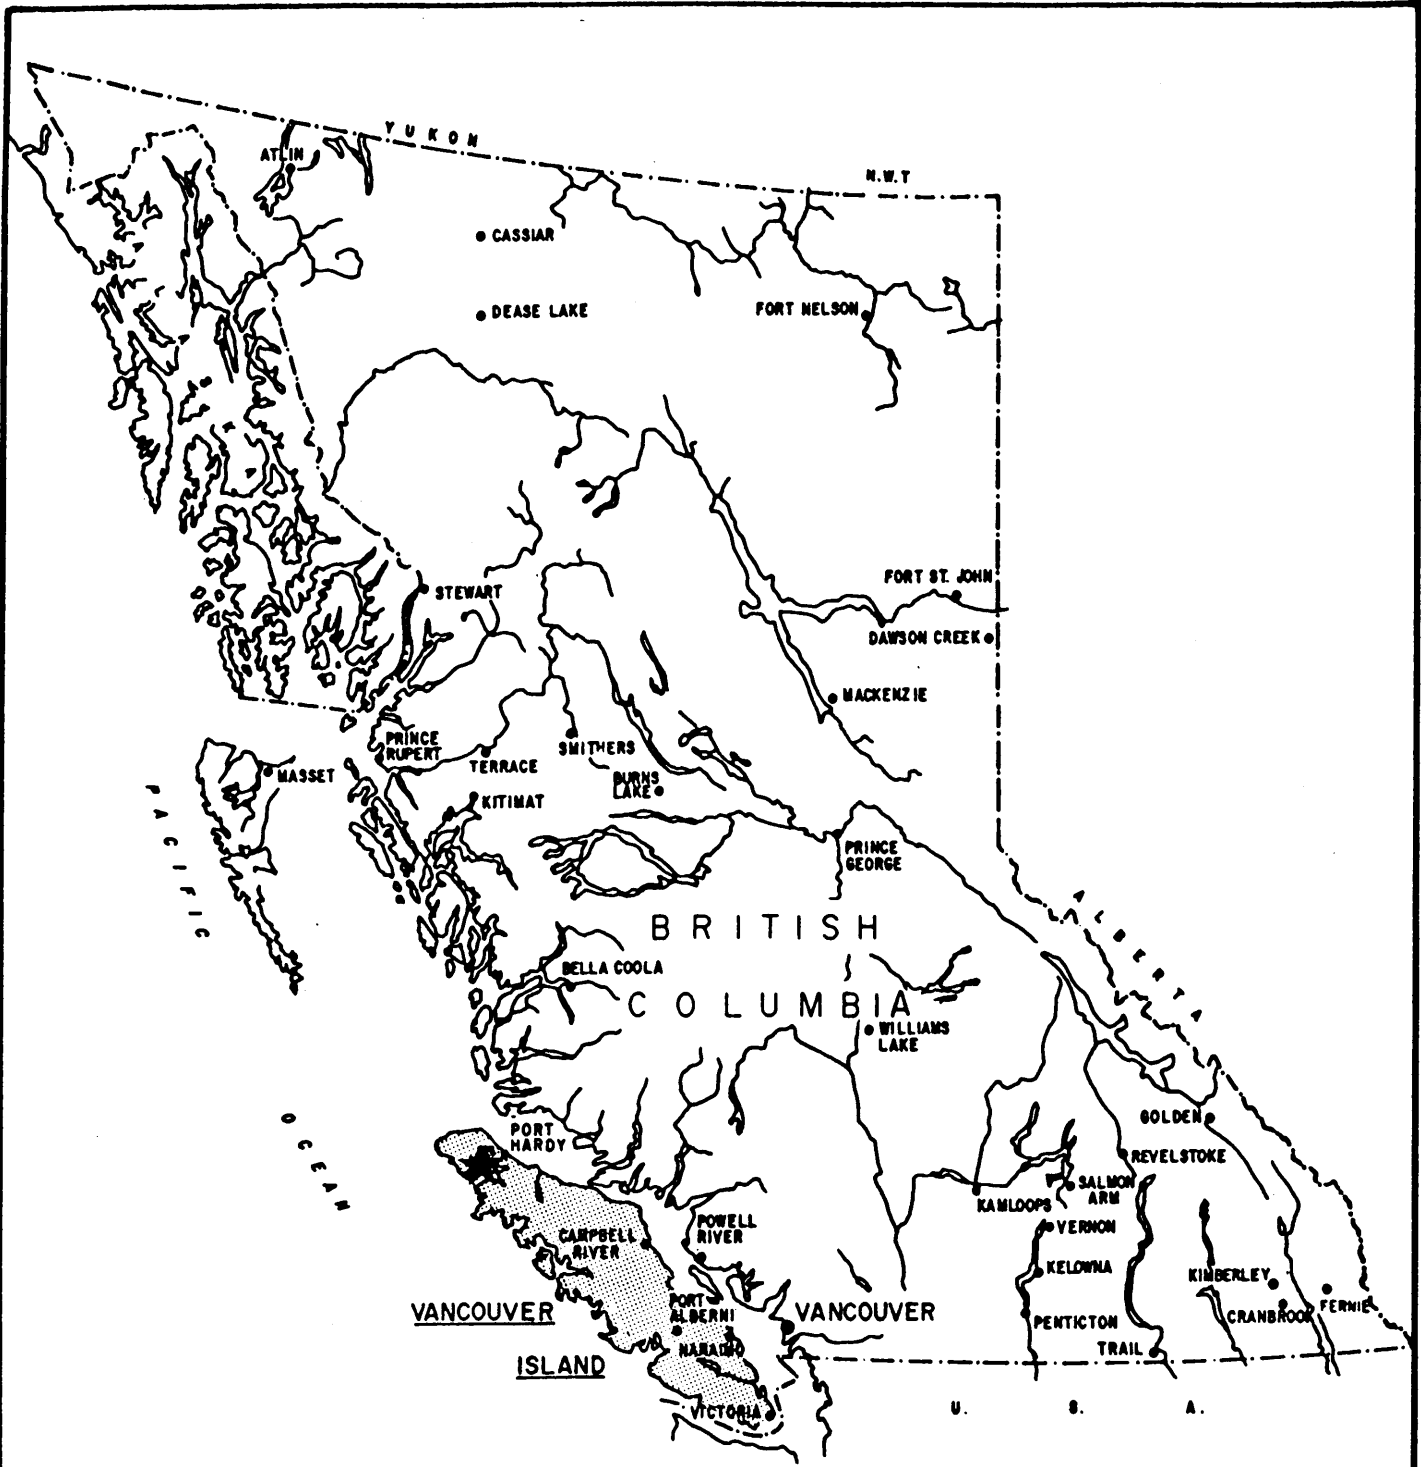 YUKON
N.W.T
ATLIN
CASSIAR
DEASE LAKE
FORT NELSON
ALASKA
FORT ST. JOHN
STEWART
DAWSON CREEK
MACKENZIE
PRINCE
RUPERT
SMITHERS
TERRACE
MASSET
BURNS
LAKE
KITIMAT
PACIFIC
PRINCE
GEORGE
ALBERTA
BRITISH
BELLA COOLA
COLUMBIA
WILLIAMS
LAKE
OCEAN
GOLDEN
PORT
HARDY
REVELSTOKE
SALMON
ARM
KAMLOOPS
POWELL
RIVER
VERNON
CAMPBELL
RIVER
KELOWNA
KIMBERLEY
PORT
ALBERNI
VANCOUVER
VANCOUVER
FERNIE
CRANBROOK
PENTICTON
NANAIMO
TRAIL
ISLAND
VICTORIA
U. S. A.